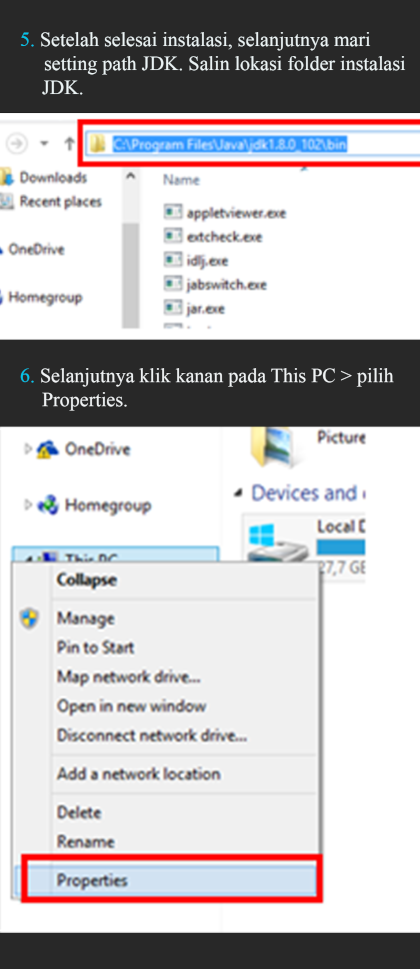 5. Setelah selesai instalasi, selanjutnya mari
setting path JDK. Salin lokasi folder instalasi
JDK.
C:\Program Files\Java\jdk1.8.0_102\bin
Downloads
Name
Recent places
appletviewer.exe
extcheck.exe
OneDrive
idlj.exe
jabswitch.exe
Homegroup
jar.exe
6. Selanjutnya klik kanan pada This PC > pilih
Properties.
OneDrive
Picture
Homegroup
Devices and
Local D
This PC
27,7 GB
Collapse
Manage
Pin to Start
Map network drive...
Open in new window
Disconnect network drive...
Add a network location
Delete
Rename
Properties